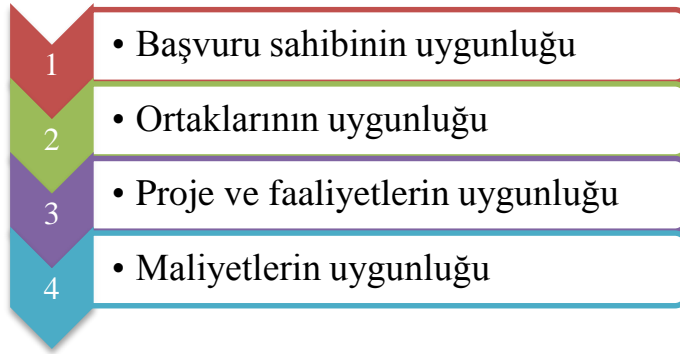 1 • Başvuru sahibinin uygunluğu
2 • Ortaklarının uygunluğu
3 • Proje ve faaliyetlerin uygunluğu
4 • Maliyetlerin uygunluğu